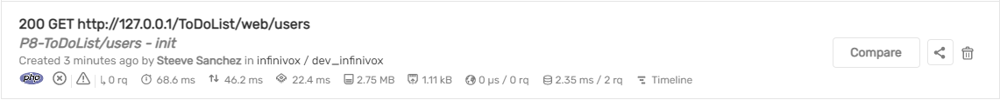 200 GET http://127.0.0.1/ToDoList/web/users
P8-ToDoList/users - init
Created 3 minutes ago by Steeve Sanchez in infinivox / dev_infinivox
Compare
php 0 rq 68.6 ms 46.2 ms 22.4 ms 2.75 MB 1.11 kB 0 µs / 0 rq 2.35 ms / 2 rq Timeline